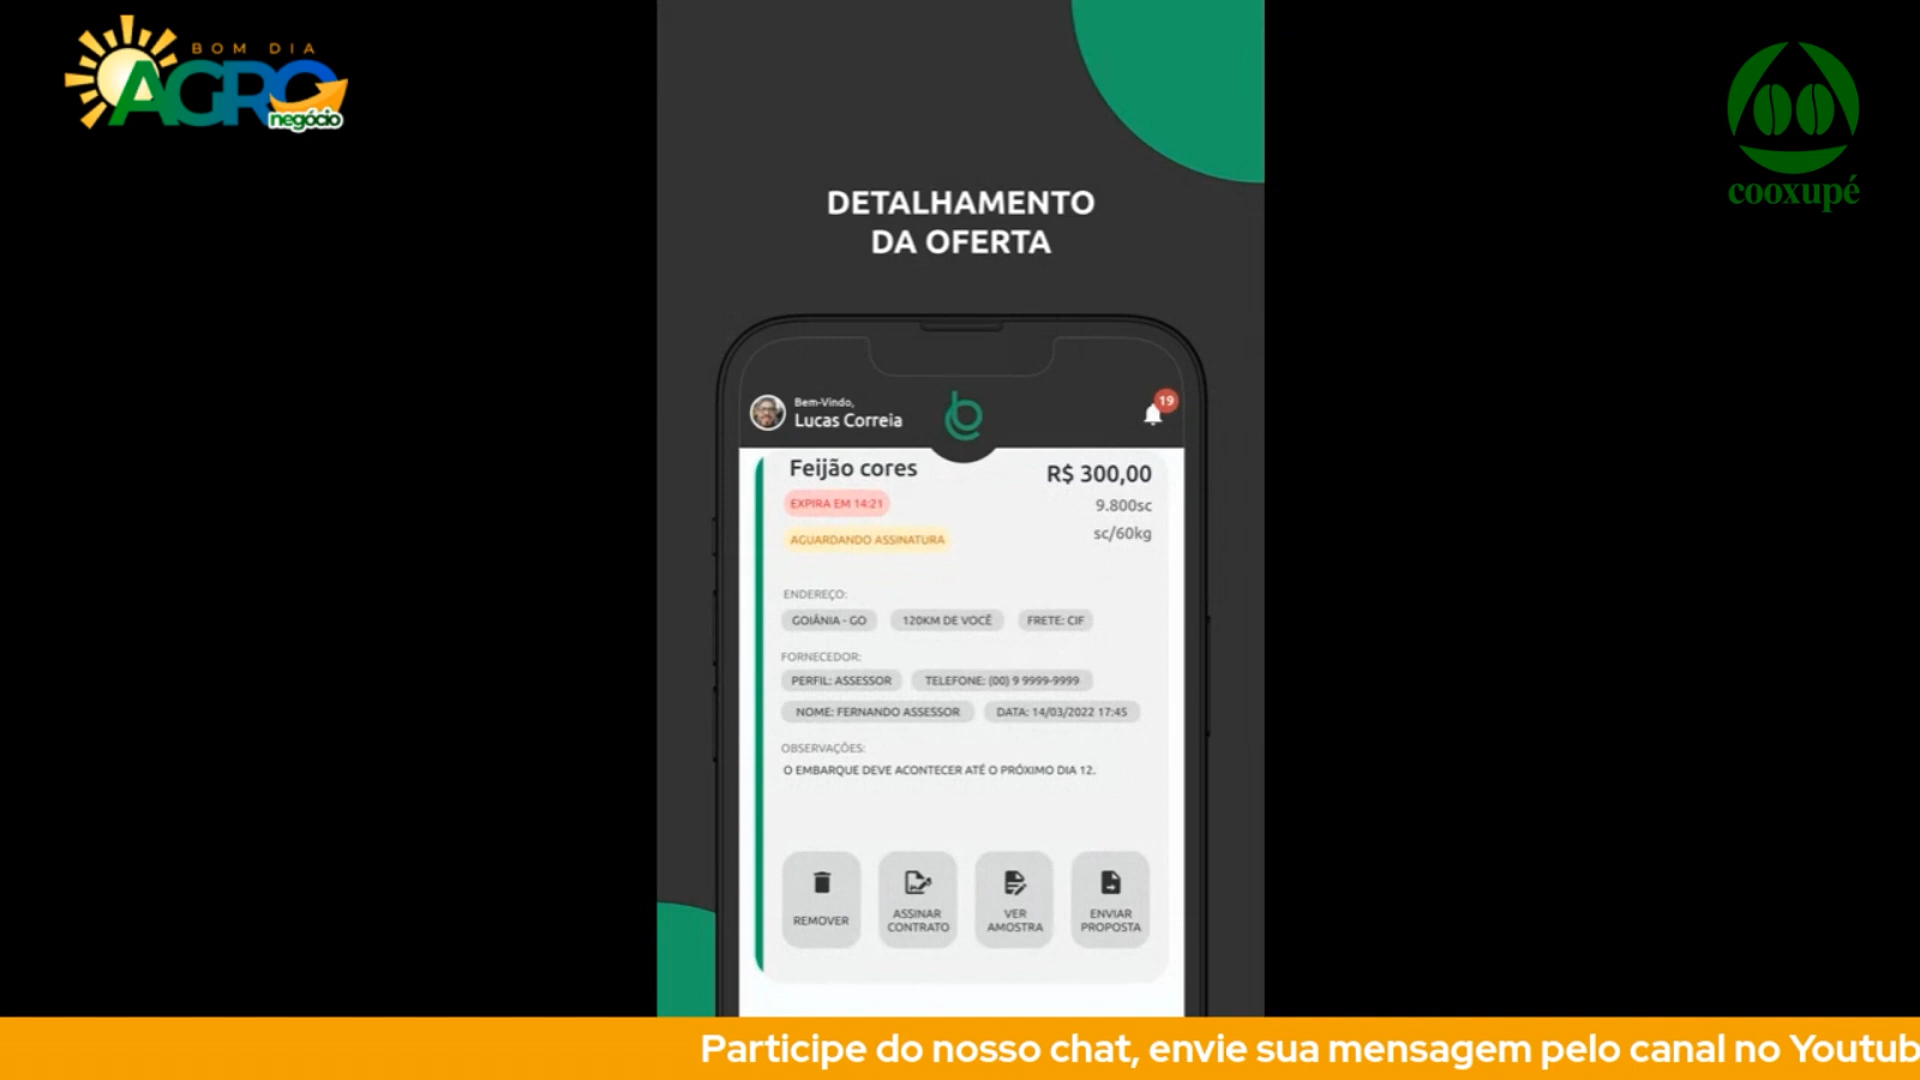 BOM DIA
AGRO
negócio
cooxupé
DETALHAMENTO
DA OFERTA
Bem-Vindo,
Lucas Correia
19
Feijão cores
R$ 300,00
EXPIRA EM 14:21
9.800sc
AGUARDANDO ASSINATURA
sc/60kg
ENDEREÇO:
GOIÂNIA - GO 120KM DE VOCÊ FRETE: CIF
FORNECEDOR:
PERFIL: ASSESSOR TELEFONE: (00) 9 9999-9999
NOME: FERNANDO ASSESSOR DATA: 14/03/2022 17:45
OBSERVAÇÕES:
O EMBARQUE DEVE ACONTECER ATÉ O PRÓXIMO DIA 12.
REMOVER
ASSINAR
CONTRATO
VER
AMOSTRA
ENVIAR
PROPOSTA
Participe do nosso chat, envie sua mensagem pelo canal no Youtub